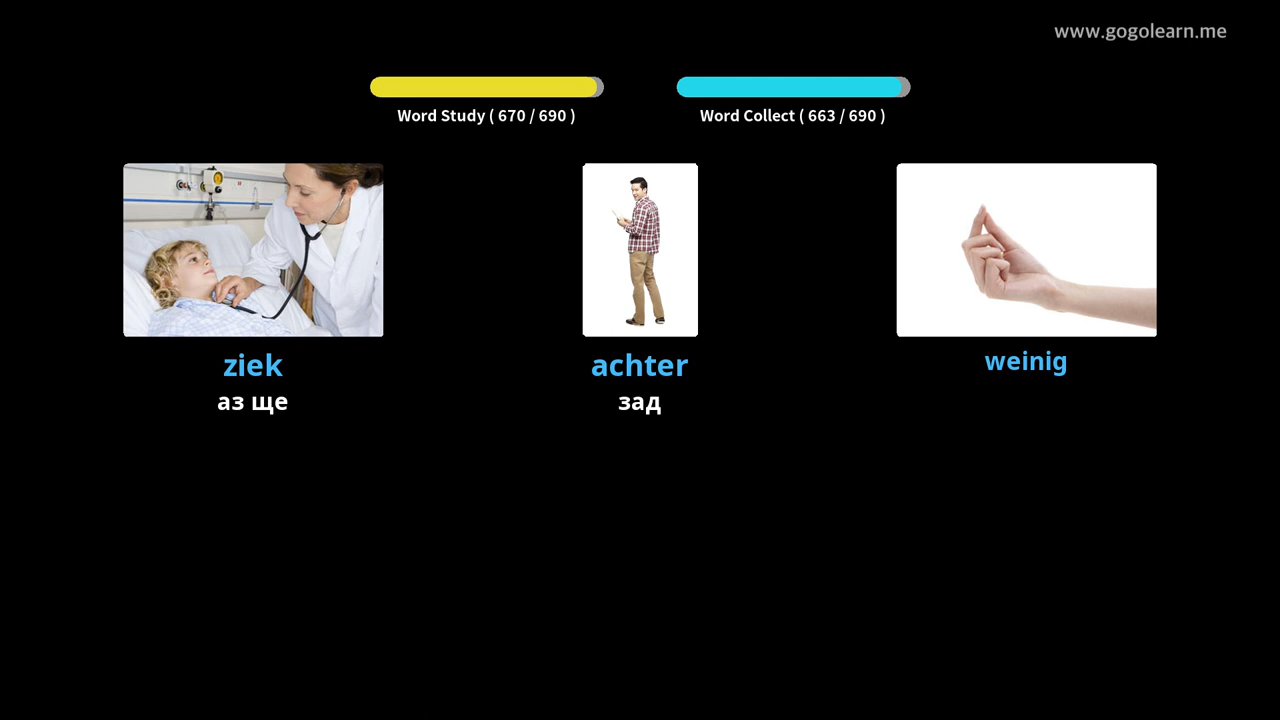 www.gogolearn.me
Word Study ( 670 / 690 )
Word Collect ( 663 / 690 )
ziek
аз ще
achter
зад
weinig